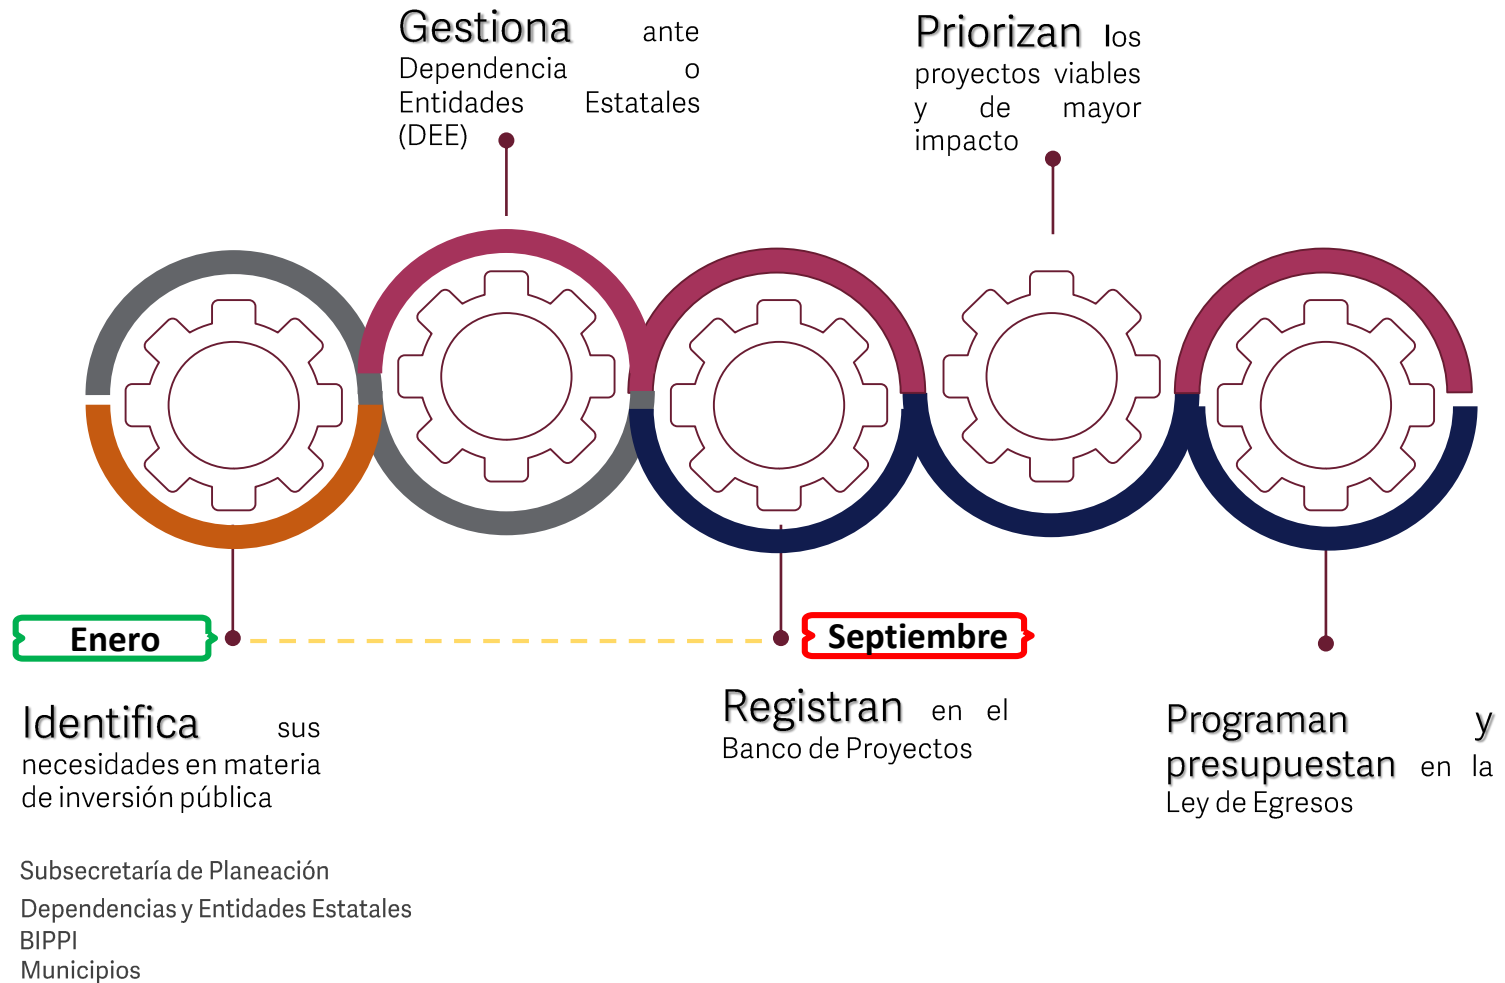 Gestiona ante
Dependencia o
Entidades Estatales
(DEE)
Priorizan los
proyectos viables
y de mayor
impacto
Enero
Septiembre
Identifica sus
necesidades en materia
de inversión pública
Registran en el
Banco de Proyectos
Programan y
presupuestan en la
Ley de Egresos
Subsecretaría de Planeación
Dependencias y Entidades Estatales
BIPPI
Municipios